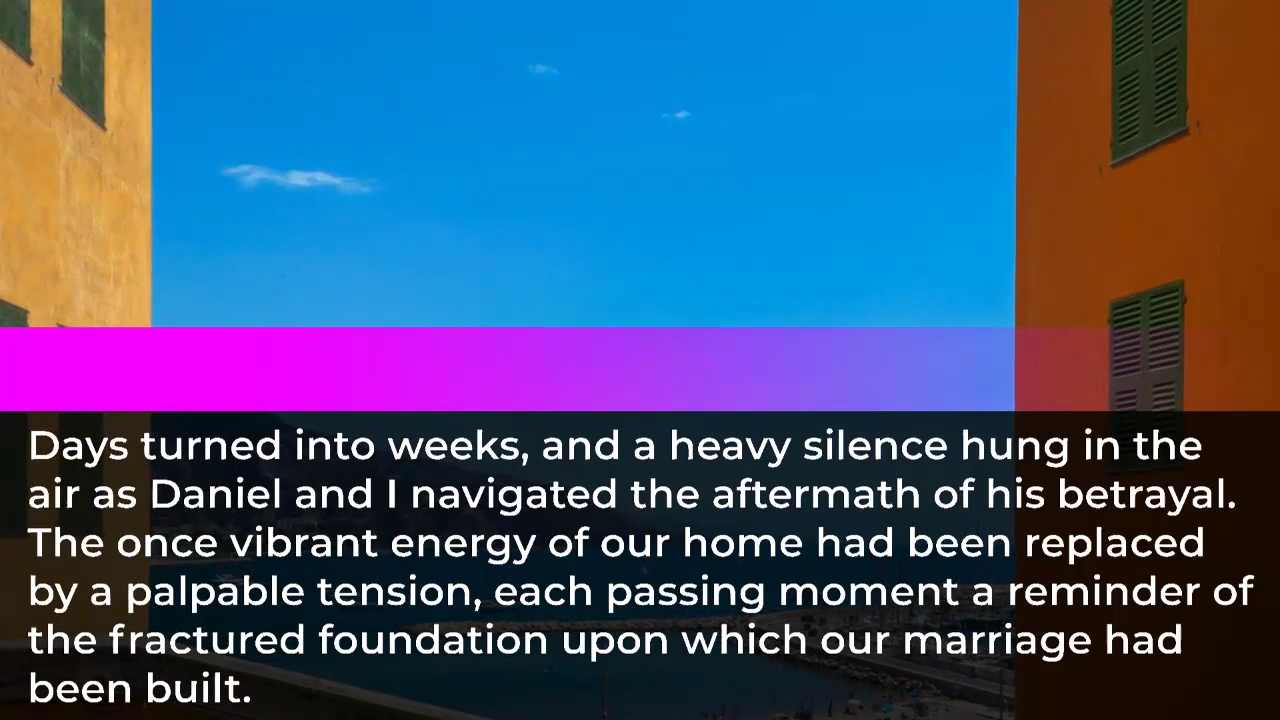 Days turned into weeks, and a heavy silence hung in the
air as Daniel and I navigated the aftermath of his betrayal.
The once vibrant energy of our home had been replaced
by a palpable tension, each passing moment a reminder of
the fractured foundation upon which our marriage had
been built.